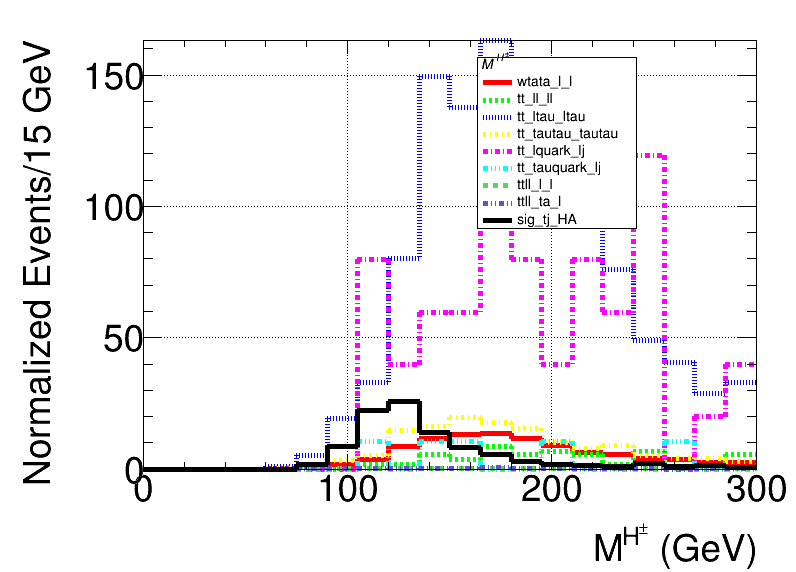 Normalized Events/15 GeV
150
100
50
0
0 100 200 300
M^{H±} (GeV)
M^{H±}
wtata_l_l
tt_ll_ll
tt_ltau_ltau
tt_tautau_tautau
tt_lquark_lj
tt_tauquark_lj
ttll_l_l
ttll_ta_l
sig_tj_HA